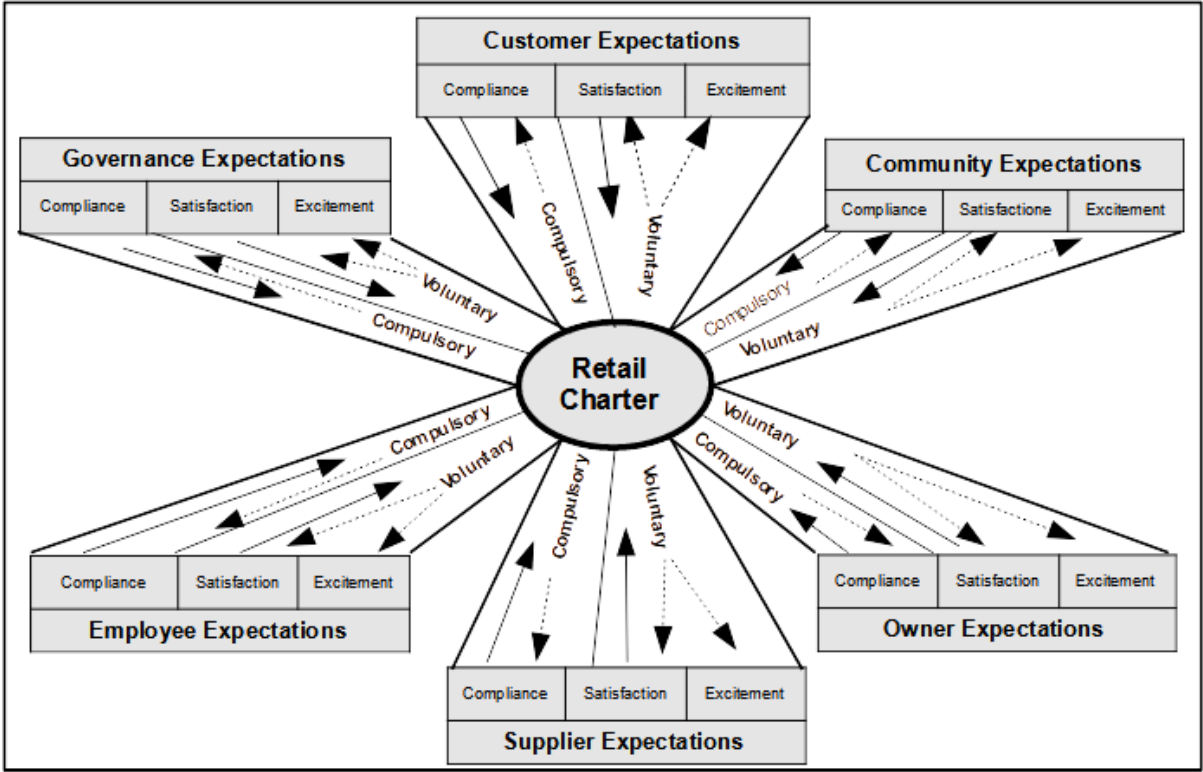 Customer Expectations
Compliance Satisfaction Excitement
Governance Expectations
Compliance Satisfaction Excitement
Community Expectations
Compliance Satisfactione Excitement
Compulsory
Voluntary
Voluntary
Compulsory
Compulsory
Voluntary
Retail
Charter
Compulsory
Voluntary
Compulsory
Voluntary
Voluntary
Compulsory
Compliance Satisfaction Excitement
Employee Expectations
Compliance Satisfaction Excitement
Supplier Expectations
Compliance Satisfaction Excitement
Owner Expectations